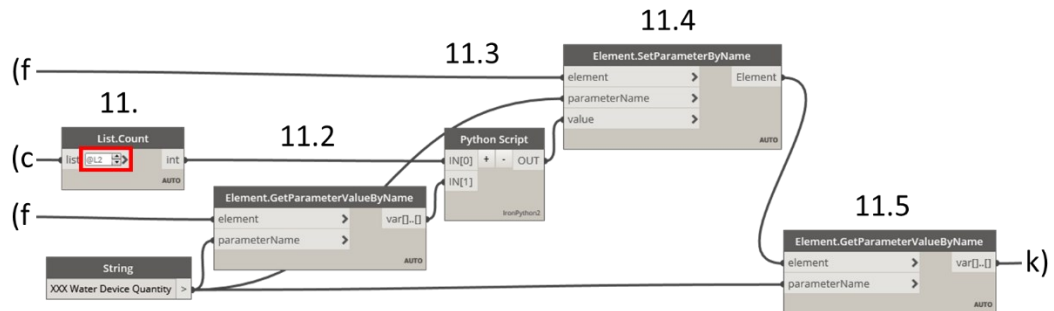 11.4
11.3
Element.SetParameterByName
(f
element > Element
parameterName >
value >
AUTO
11.
11.2
List.Count
(c
list @L2 > int
AUTO
Python Script
IN[0] + - OUT
IN[1]
IronPython2
Element.GetParameterValueByName
(f
element > var[]..[]
parameterName >
AUTO
11.5
String
XXX Water Device Quantity >
Element.GetParameterValueByName
element > var[]..[]
k)
parameterName >
AUTO